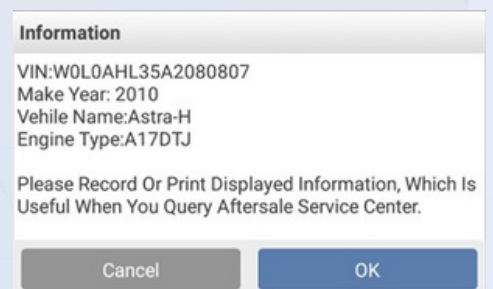 Information
VIN:W0L0AHL35A2080807
Make Year: 2010
Vehile Name:Astra-H
Engine Type:A17DTJ
Please Record Or Print Displayed Information, Which Is
Useful When You Query Aftersale Service Center.
Cancel
OK